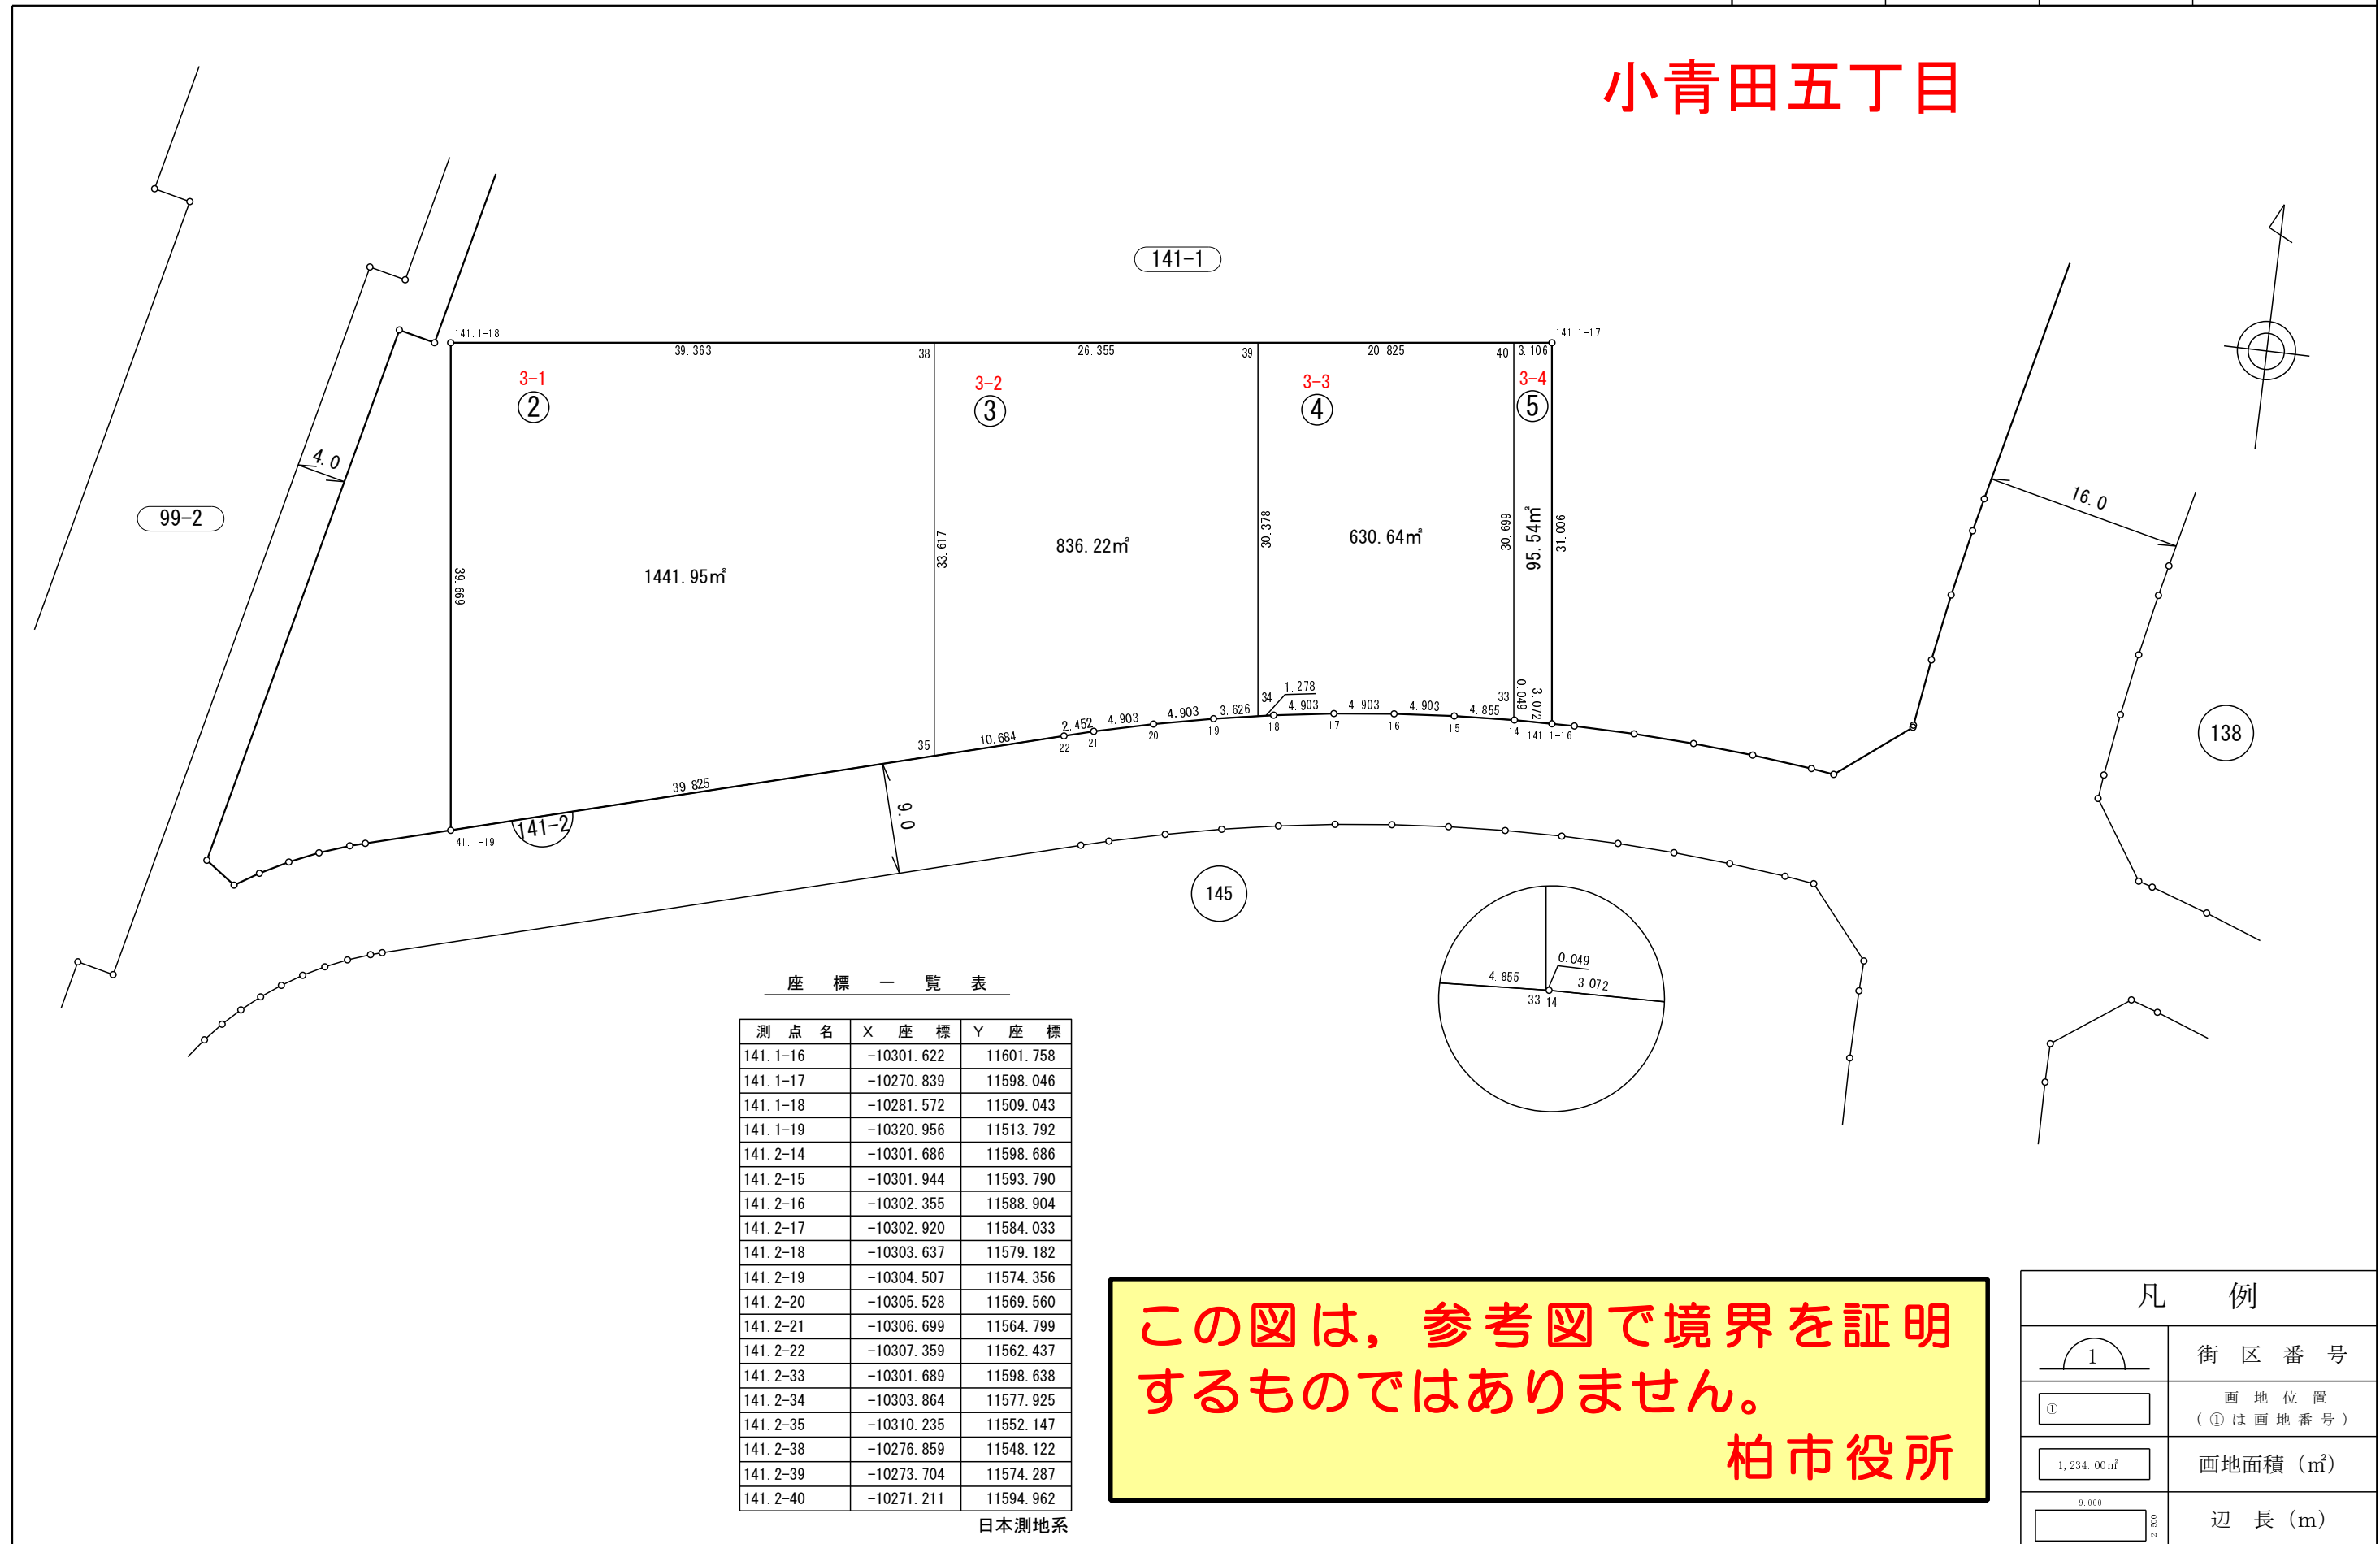 小青田五丁目
141-1
141.1-18
141.1-17
39.363
38
26.355
39
20.825
40
3.106
3-1
②
3-2
③
3-3
④
3-4
⑤
4.0
16.0
99-2
39.669
33.617
30.378
30.699
31.006
1441.95㎡
836.22㎡
630.64㎡
95.54㎡
34
1.278
33
0.049
3.072
35
10.684
2.452
4.903
4.903
3.626
4.903
4.903
4.903
4.855
22
21
20
19
18
17
16
15
14
141.1-16
138
39.825
9.0
141-2
141.1-19
145
4.855
0.049
3.072
33 14
座 標 一 覧 表
測 点 名 X 座 標 Y 座 標
141.1-16 -10301.622 11601.758
141.1-17 -10270.839 11598.046
141.1-18 -10281.572 11509.043
141.1-19 -10320.956 11513.792
141.2-14 -10301.686 11598.686
141.2-15 -10301.944 11593.790
141.2-16 -10302.355 11588.904
141.2-17 -10302.920 11584.033
141.2-18 -10303.637 11579.182
141.2-19 -10304.507 11574.356
141.2-20 -10305.528 11569.560
141.2-21 -10306.699 11564.799
141.2-22 -10307.359 11562.437
141.2-33 -10301.689 11598.638
141.2-34 -10303.864 11577.925
141.2-35 -10310.235 11552.147
141.2-38 -10276.859 11548.122
141.2-39 -10273.704 11574.287
141.2-40 -10271.211 11594.962
日本測地系
この図は，参考図で境界を証明
するものではありません。
柏市役所
凡 例
1
街 区 番 号
①
画 地 位 置
(①は画地番号)
1,234.00㎡
画地面積（㎡）
9.000
2.500
辺 長（m）